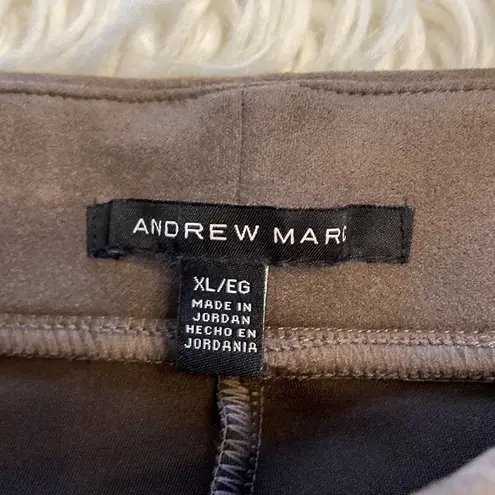 ANDREW MARC
XL/EG
MADE IN
JORDAN
HECHO EN
JORDANIA